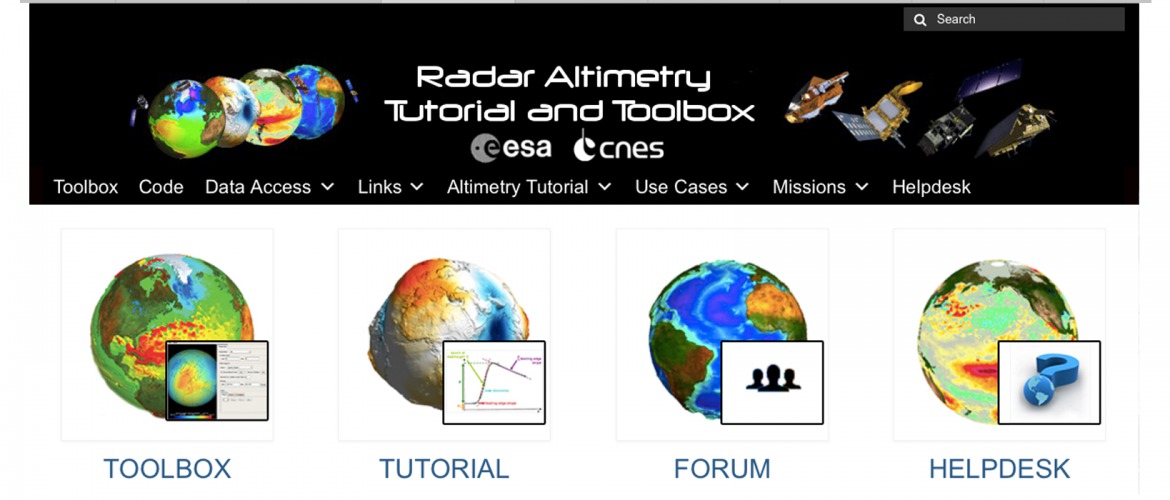 Search
Radar Altimetry
Tutorial and Toolbox
esa cnes
Toolbox Code Data Access Links Altimetry Tutorial Use Cases Missions Helpdesk
TOOLBOX TUTORIAL FORUM HELPDESK